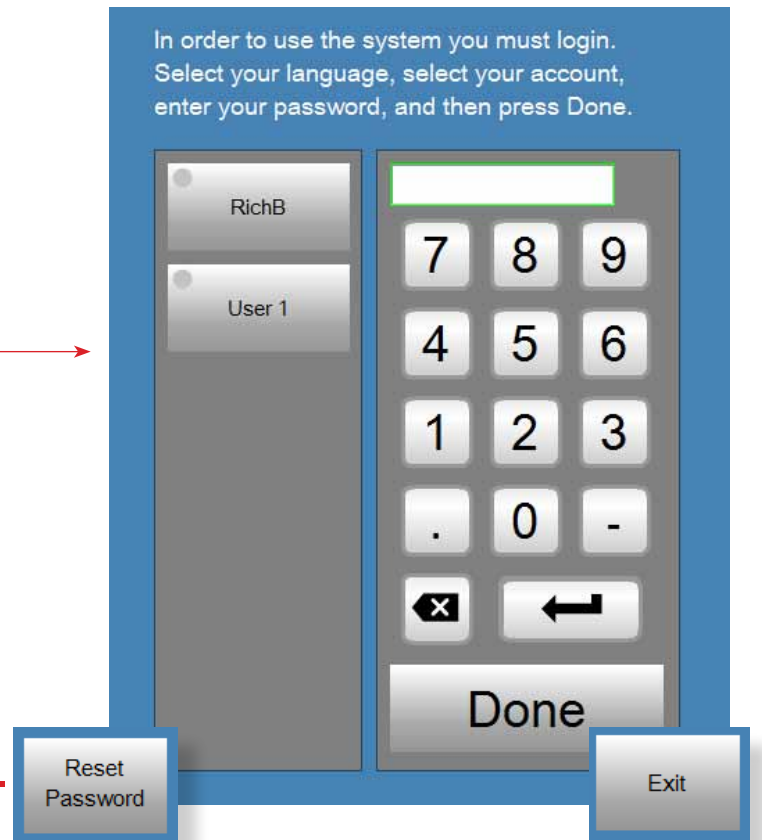 In order to use the system you must login.
Select your language, select your account,
enter your password, and then press Done.
RichB
User 1
7 8 9
4 5 6
1 2 3
. 0 -
Done
Reset
Password
Exit